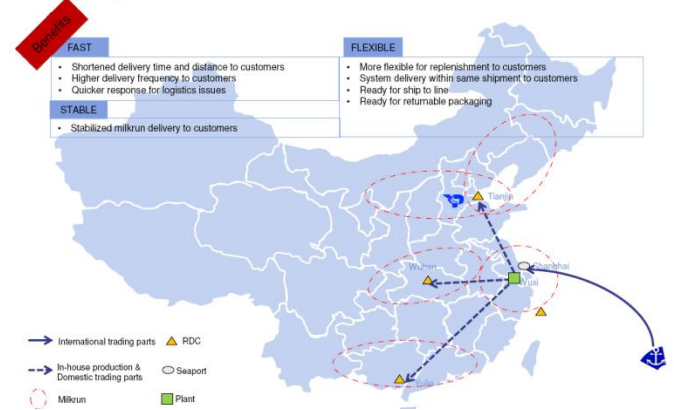 Benefits
FAST
• Shortened delivery time and distance to customers
• Higher delivery frequency to customers
• Quicker response for logistics issues
STABLE
• Stabilized milkrun delivery to customers
FLEXIBLE
• More flexible for replenishment to customers
• System delivery within same shipment to customers
• Ready for ship to line
• Ready for returnable packaging
Tianjin
Wuhan
Shanghai
Wuxi
Yulin
International trading parts
RDC
In-house production &
Domestic trading parts
Seaport
Milkrun
Plant